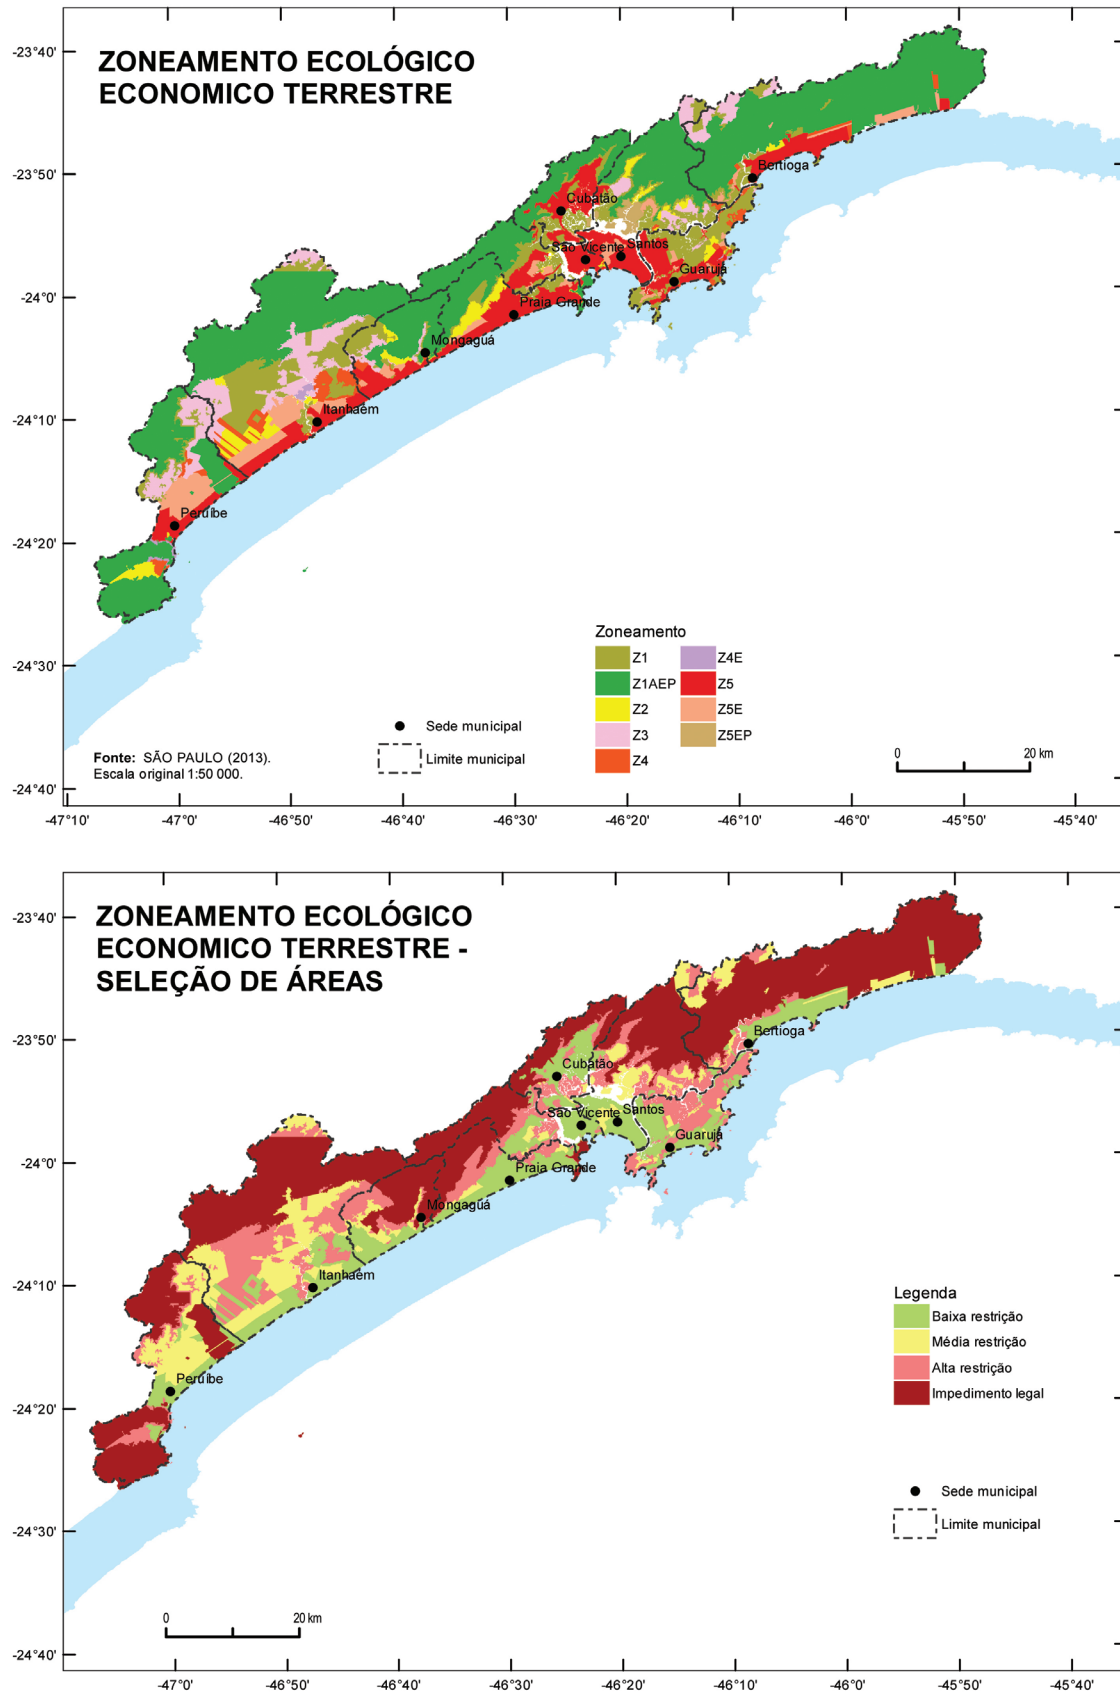 ZONEAMENTO ECOLÓGICO
ECONOMICO TERRESTRE
-23°40'
-23°50'
-24°0'
-24°10'
-24°20'
-24°30'
-24°40'
Bertioga
Cubatão
São Vicente
Santos
Guarujá
Praia Grande
Mongaguá
Itanhaém
Peruíbe
Zoneamento
Z1
Z4E
Z1AEP
Z5
Z2
Z5E
Z3
Z5EP
Z4
Sede municipal
Limite municipal
Fonte: SÃO PAULO (2013).
Escala original 1:50 000.
0 20 km
-47°10' -47°0' -46°50' -46°40' -46°30' -46°20' -46°10' -46°0' -45°50' -45°40'
ZONEAMENTO ECOLÓGICO
ECONOMICO TERRESTRE -
SELEÇÃO DE ÁREAS
-23°40'
-23°50'
-24°0'
-24°10'
-24°20'
-24°30'
-24°40'
Bertioga
Cubatão
São Vicente
Santos
Guarujá
Praia Grande
Mongaguá
Itanhaém
Peruíbe
Legenda
Baixa restrição
Média restrição
Alta restrição
Impedimento legal
Sede municipal
Limite municipal
0 20 km
-47°0' -46°50' -46°40' -46°30' -46°20' -46°10' -46°0' -45°50' -45°40'